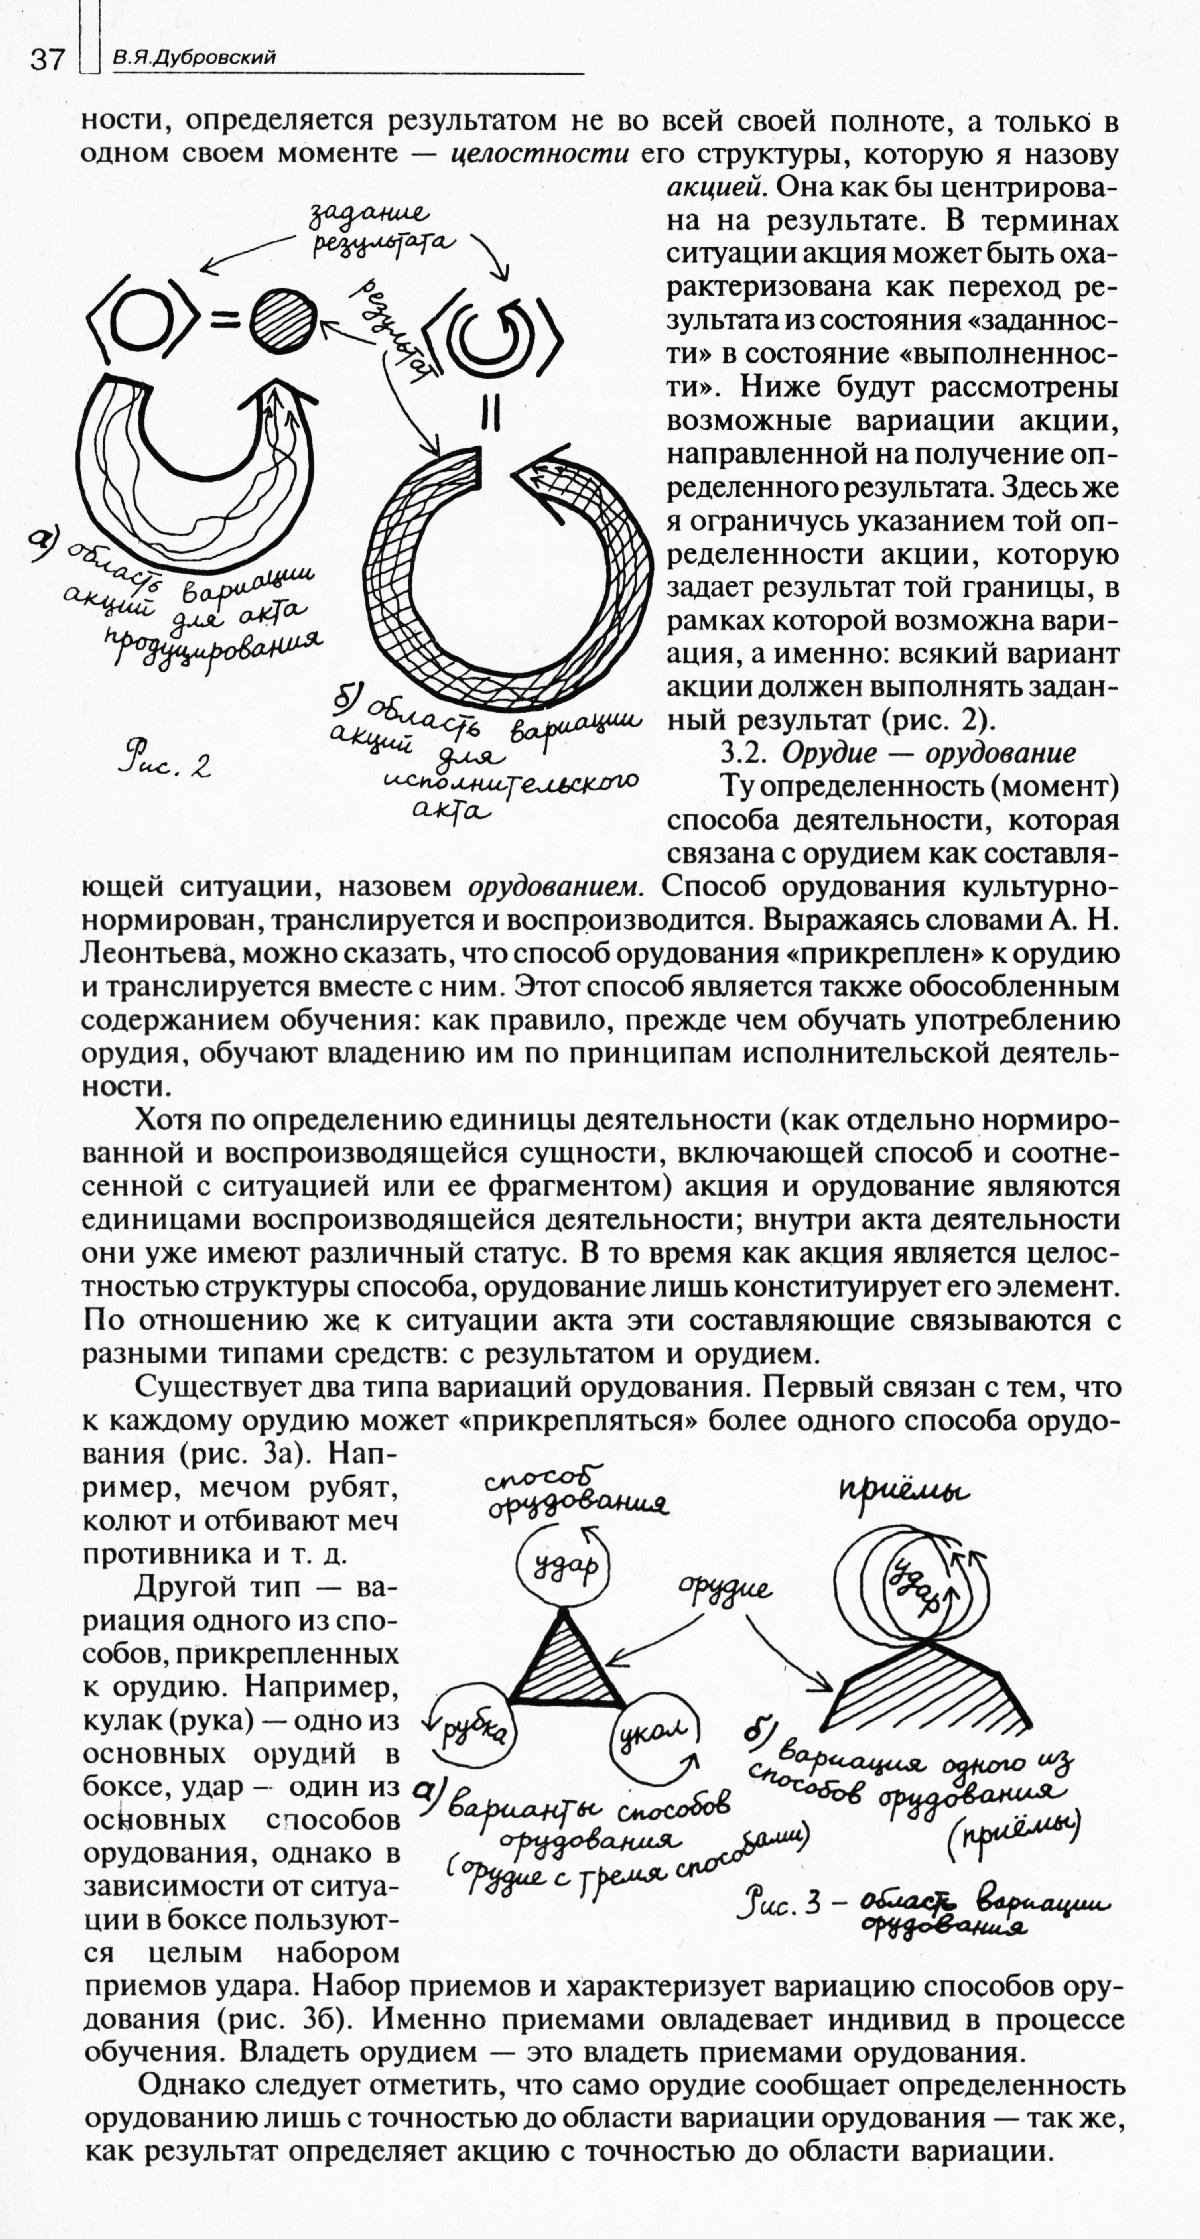 37
В.Я.Дубровский
ности, определяется результатом не во всей своей полноте, а только в
одном своем моменте — целостности его структуры, которую я назову
акцией. Она как бы центрирова-
на на результате. В терминах
ситуации акция может быть оха-
рактеризована как переход ре-
зультата из состояния «заданнос-
ти» в состояние «выполненнос-
ти». Ниже будут рассмотрены
возможные вариации акции,
направленной на получение оп-
ределенного результата. Здесь же
я ограничусь указанием той оп-
ределенности акции, которую
задает результат той границы, в
рамках которой возможна вари-
ация, а именно: всякий вариант
акции должен выполнять задан-
ный результат (рис. 2).
задание
результата
результат
=
=
а) область вариации
акций для акта
продуцирования
б) область вариации
акций для
исполнительского
акта
Рис. 2
3.2. Орудие — орудование
Ту определенность (момент)
способа деятельности, которая
связана с орудием как составля-
ющей ситуации, назовем орудованием. Способ орудования культурно-
нормирован, транслируется и воспроизводится. Выражаясь словами А. Н.
Леонтьева, можно сказать, что способ орудования «прикреплен» к орудию
и транслируется вместе с ним. Этот способ является также обособленным
содержанием обучения: как правило, прежде чем обучать употреблению
орудия, обучают владению им по принципам исполнительской деятель-
ности.
Хотя по определению единицы деятельности (как отдельно нормиро-
ванной и воспроизводящейся сущности, включающей способ и соотне-
сенной с ситуацией или ее фрагментом) акция и орудование являются
единицами воспроизводящейся деятельности; внутри акта деятельности
они уже имеют различный статус. В то время как акция является целос-
тностью структуры способа, орудование лишь конституирует его элемент.
По отношению же к ситуации акта эти составляющие связываются с
разными типами средств: с результатом и орудием.
Существует два типа вариаций орудования. Первый связан с тем, что
к каждому орудию может «прикрепляться» более одного способа орудо-
вания (рис. 3а). Нап-
ример, мечом рубят,
колют и отбивают меч
противника и т. д.
Другой тип — ва-
риация одного из спо-
собов, прикрепленных
к орудию. Например,
кулак (рука) — одно из
основных орудий в
боксе, удар — один из
основных способов
орудования, однако в
зависимости от ситуа-
ции в боксе пользуют-
ся целым набором
способ
орудования
удар
рубка
укол
орудие
приёмы
удар
а) варианты способов
орудования
(орудие с тремя способами)
б) вариация одного из
способов орудования
(приёмы)
Рис. 3 – область вариации
орудования
приемов удара. Набор приемов и характеризует вариацию способов ору-
дования (рис. 3б). Именно приемами овладевает индивид в процессе
обучения. Владеть орудием — это владеть приемами орудования.
Однако следует отметить, что само орудие сообщает определенность
орудованию лишь с точностью до области вариации орудования — так же,
как результат определяет акцию с точностью до области вариации.